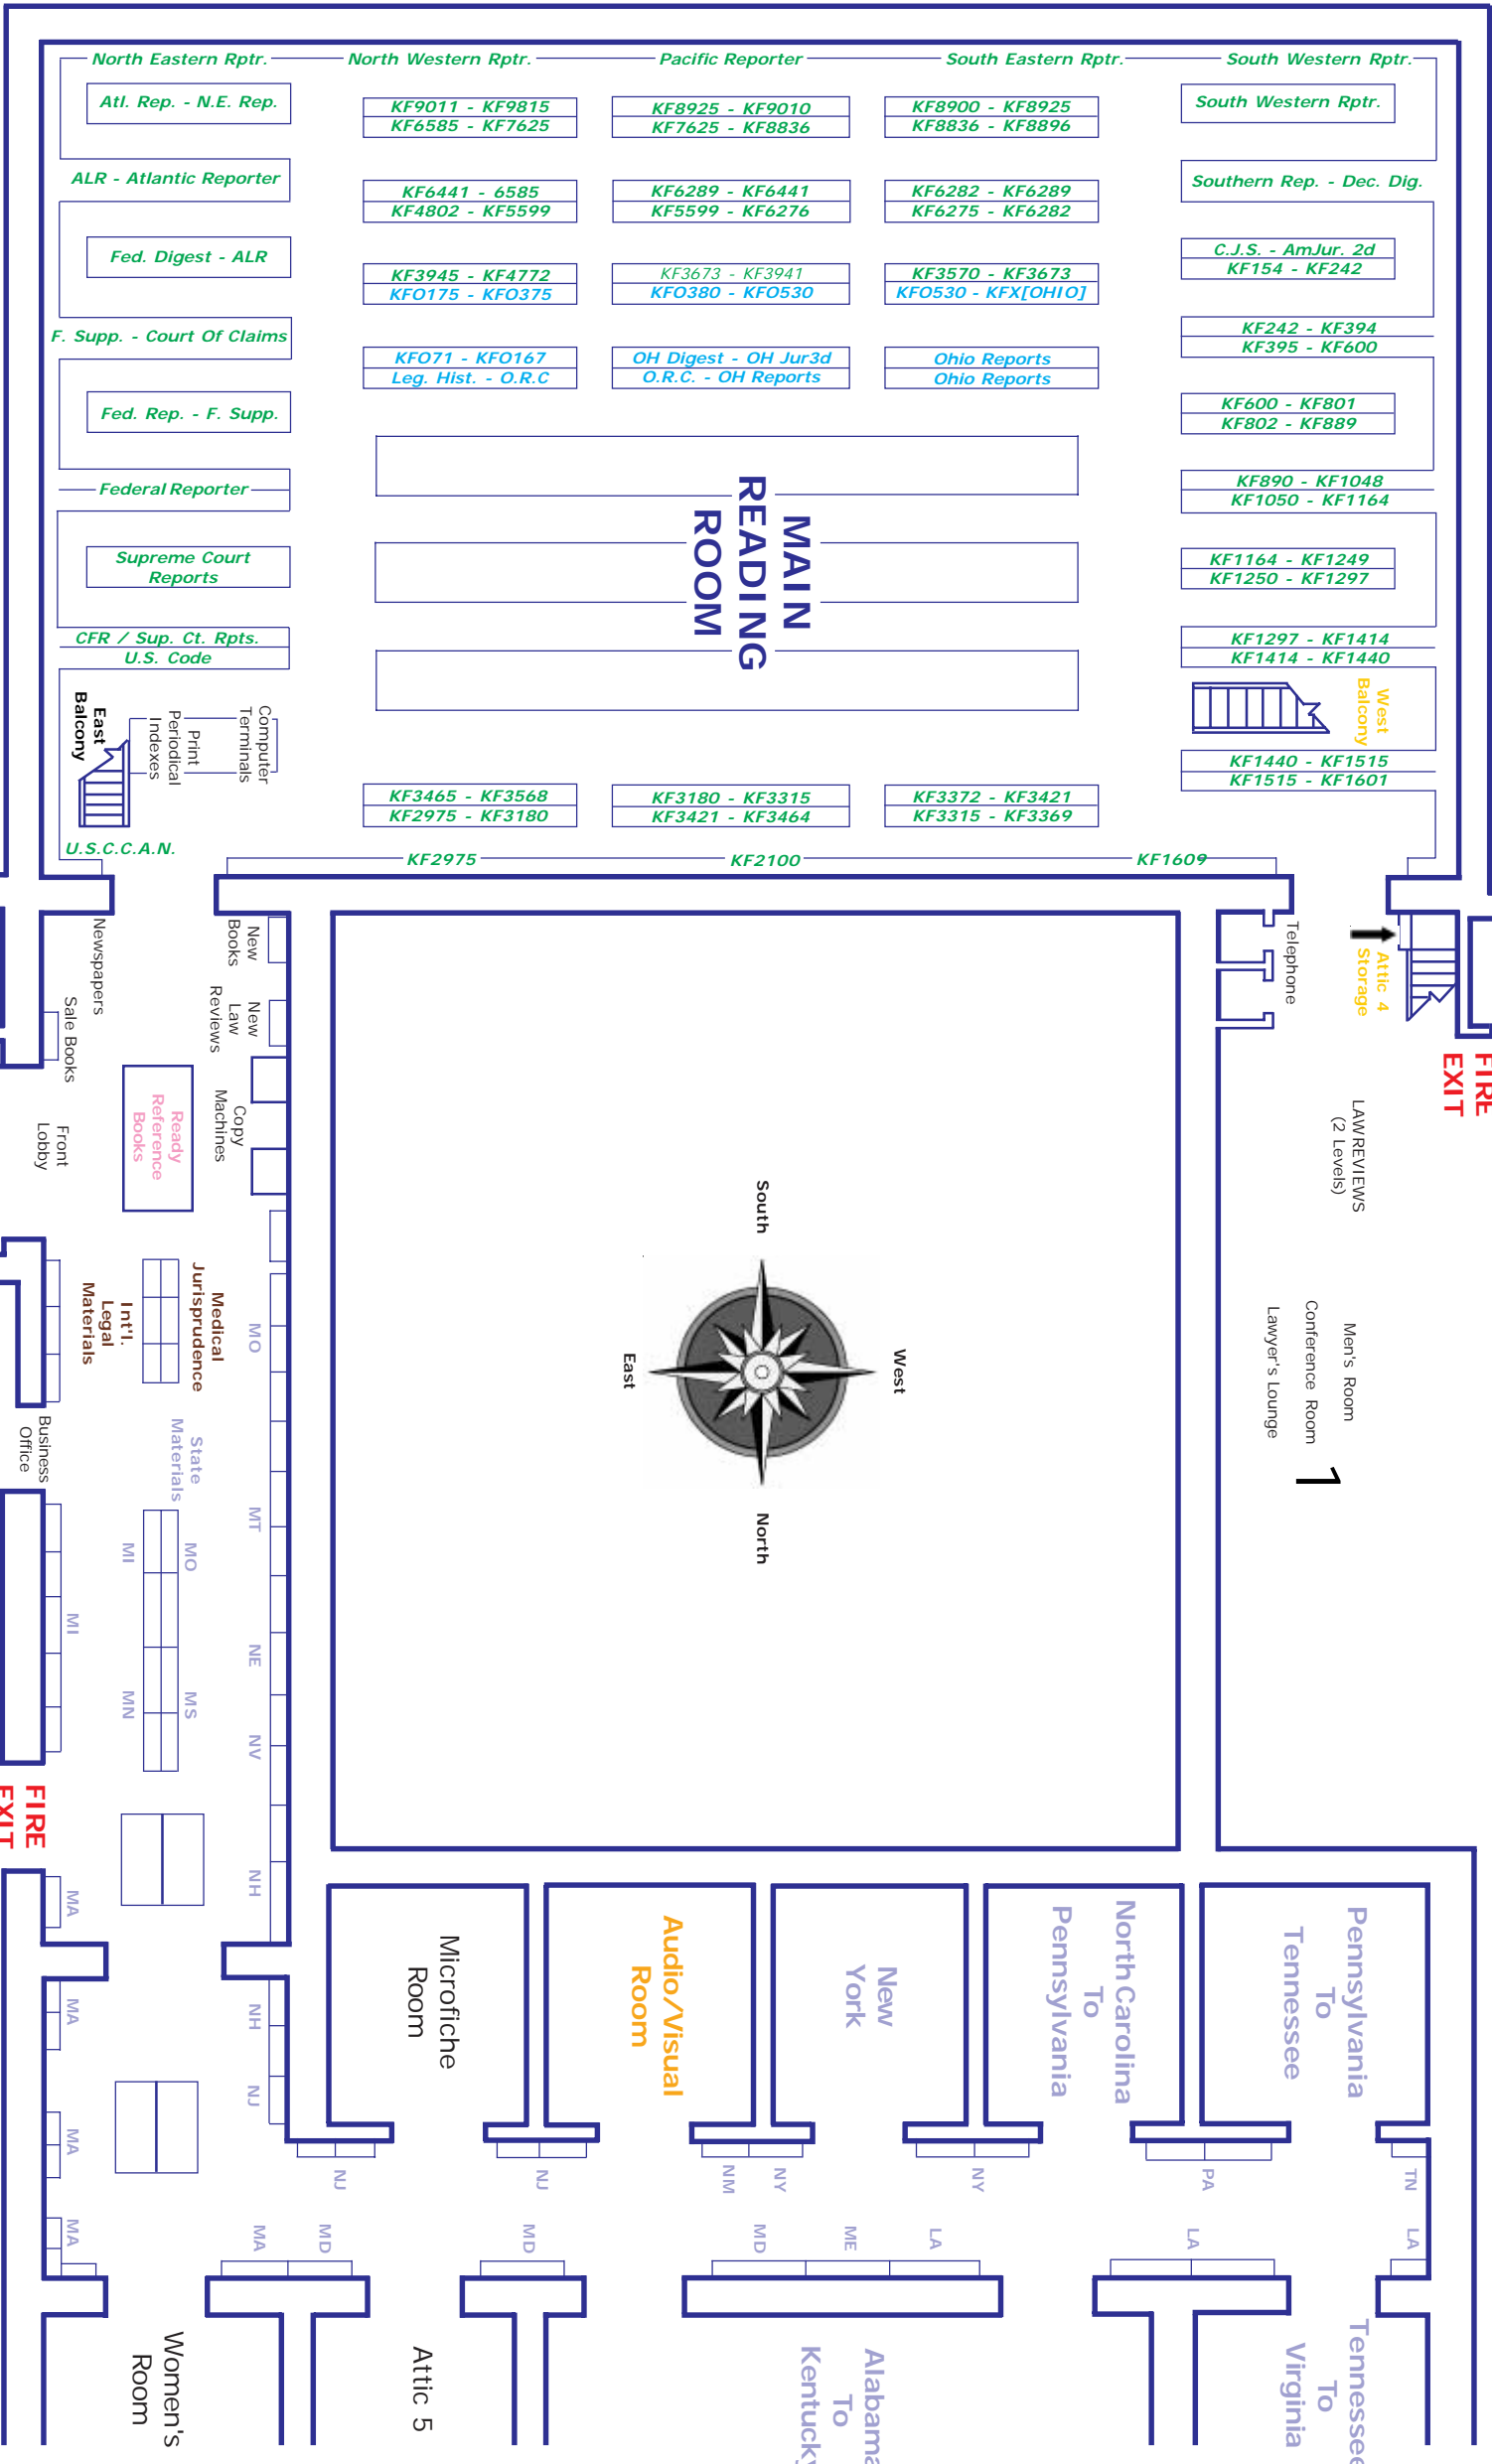 North Eastern Rptr.
North Western Rptr.
Pacific Reporter
South Eastern Rptr.
South Western Rptr.
Atl. Rep. - N.E. Rep.
KF9011 - KF9815
KF6585 - KF7625
KF8925 - KF9010
KF7625 - KF8836
KF8900 - KF8925
KF8836 - KF8896
South Western Rptr.
ALR - Atlantic Reporter
KF6441 - 6585
KF4802 - KF5599
KF6289 - KF6441
KF5599 - KF6276
KF6282 - KF6289
KF6275 - KF6282
Southern Rep. - Dec. Dig.
Fed. Digest - ALR
KF3945 - KF4772
KFO175 - KFO375
KF3673 - KF3941
KFO380 - KFO530
KF3570 - KF3673
KFO530 - KFX[OHIO]
C.J.S. - AmJur. 2d
KF154 - KF242
F. Supp. - Court Of Claims
KFO71 - KFO167
Leg. Hist. - O.R.C
OH Digest - OH Jur3d
O.R.C. - OH Reports
Ohio Reports
Ohio Reports
KF242 - KF394
KF395 - KF600
Fed. Rep. - F. Supp.
KF600 - KF801
KF802 - KF889
Federal Reporter
KF890 - KF1048
KF1050 - KF1164
MAIN
READING
ROOM
Supreme Court
Reports
KF1164 - KF1249
KF1250 - KF1297
CFR / Sup. Ct. Rpts.
U.S. Code
KF1297 - KF1414
KF1414 - KF1440
East
Balcony
Print
Periodical
Indexes
Computer
Terminals
West
Balcony
KF1440 - KF1515
KF1515 - KF1601
KF3465 - KF3568
KF2975 - KF3180
KF3180 - KF3315
KF3421 - KF3464
KF3372 - KF3421
KF3315 - KF3369
U.S.C.C.A.N.
KF2975
KF2100
KF1609
Newspapers
New
Books
Telephone
Attic 4
Storage
Sale Books
New
Law
Reviews
FIRE
EXIT
Front
Lobby
Ready
Reference
Books
Copy
Machines
LAWREVIEWS
(2 Levels)
South
West
East
North
Medical
Jurisprudence
Int'l.
Legal
Materials
MO
Men's Room
Conference Room
Lawyer's Lounge
1
Business
Office
State
Materials
MT
MO
MI
MI
NE
MS
MN
NV
FIRE
EXIT
NH
MA
Microfiche
Room
Audio/Visual
Room
New
York
North Carolina
To
Pennsylvania
Pennsylvania
To
Tennessee
MA
NH
NJ
MA
NJ
NJ
NM
NY
NY
PA
TN
MA
MA
MD
MD
MD
ME
LA
LA
LA
Women's
Room
Attic 5
Alabama
To
Kentucky
Tennessee
To
Virginia